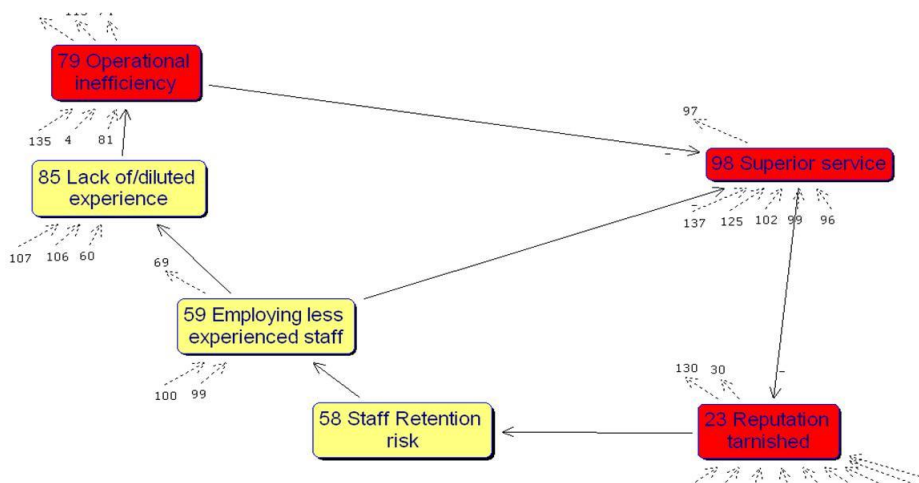 79 Operational
inefficiency
135 4 81
97
98 Superior service
–
85 Lack of/diluted
experience
–
137 125 102 99 96
107 106 60
69
59 Employing less
experienced staff
100 99
130 30
–
58 Staff Retention
risk
23 Reputation
tarnished